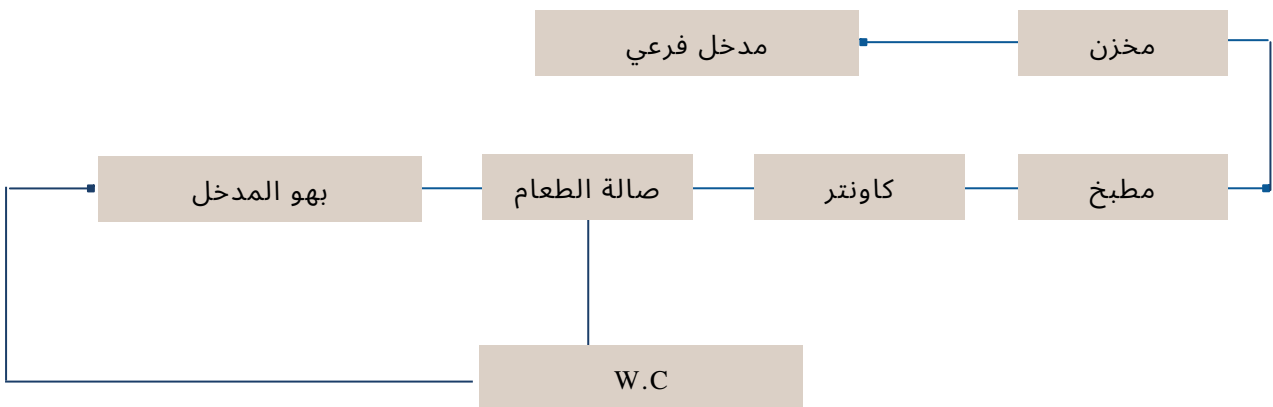 مخزن
مدخل فرعي
مطبخ
كاونتر
صالة الطعام
بهو المدخل
W.C